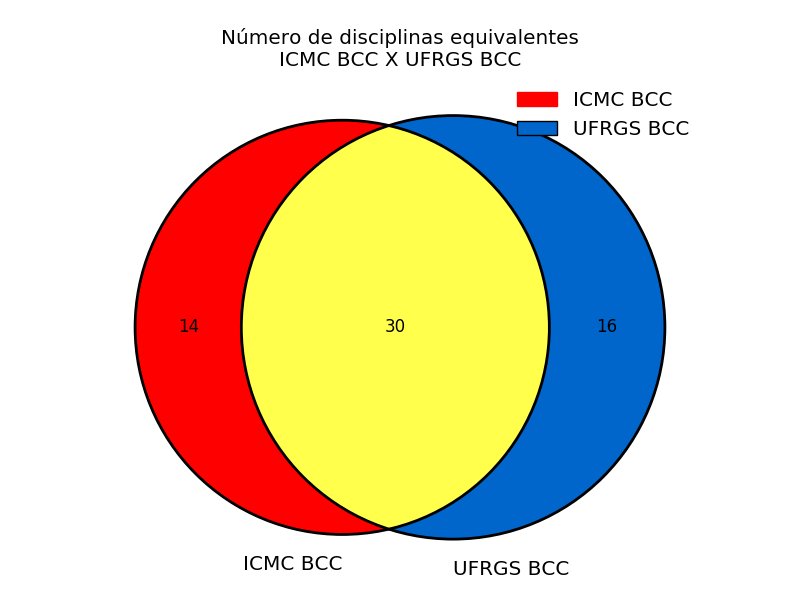 Número de disciplinas equivalentes
ICMC BCC X UFRGS BCC
ICMC BCC
UFRGS BCC
14
30
16
ICMC BCC
UFRGS BCC